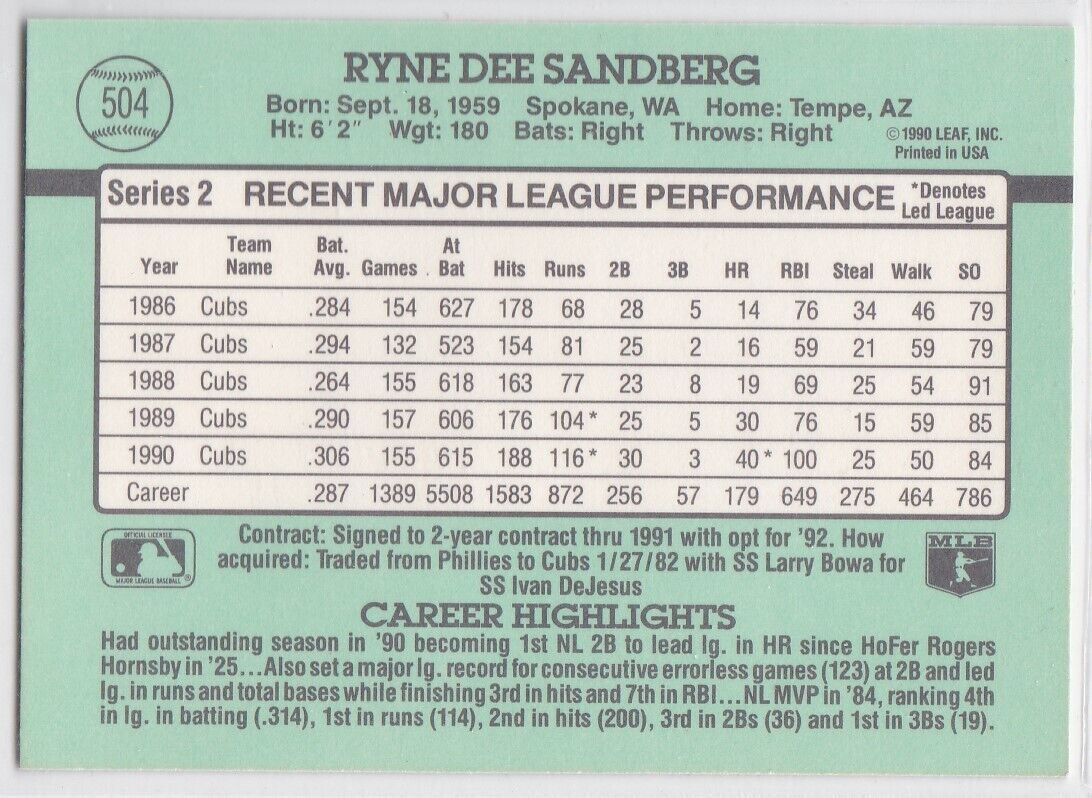 RYNE DEE SANDBERG
504
Born: Sept. 18, 1959 Spokane, WA Home: Tempe, AZ
Ht: 6'2" Wgt: 180 Bats: Right Throws: Right
©1990 LEAF, INC.
Printed in USA
Series 2 RECENT MAJOR LEAGUE PERFORMANCE *Denotes Led League
Year Team Name Bat. Avg. Games At Bat Hits Runs 2B 3B HR RBI Steal Walk SO
1986 Cubs .284 154 627 178 68 28 5 14 76 34 46 79
1987 Cubs .294 132 523 154 81 25 2 16 59 21 59 79
1988 Cubs .264 155 618 163 77 23 8 19 69 25 54 91
1989 Cubs .290 157 606 176 104* 25 5 30 76 15 59 85
1990 Cubs .306 155 615 188 116* 30 3 40* 100 25 50 84
Career .287 1389 5508 1583 872 256 57 179 649 275 464 786
OFFICIAL LICENSEE
MAJOR LEAGUE BASEBALL ®
Contract: Signed to 2-year contract thru 1991 with opt for '92. How
acquired: Traded from Phillies to Cubs 1/27/82 with SS Larry Bowa for
SS Ivan DeJesus
MLB
CAREER HIGHLIGHTS
Had outstanding season in '90 becoming 1st NL 2B to lead lg. in HR since HoFer Rogers
Hornsby in '25...Also set a major lg. record for consecutive errorless games (123) at 2B and led
lg. in runs and total bases while finishing 3rd in hits and 7th in RBI...NL MVP in '84, ranking 4th
in lg. in batting (.314), 1st in runs (114), 2nd in hits (200), 3rd in 2Bs (36) and 1st in 3Bs (19).